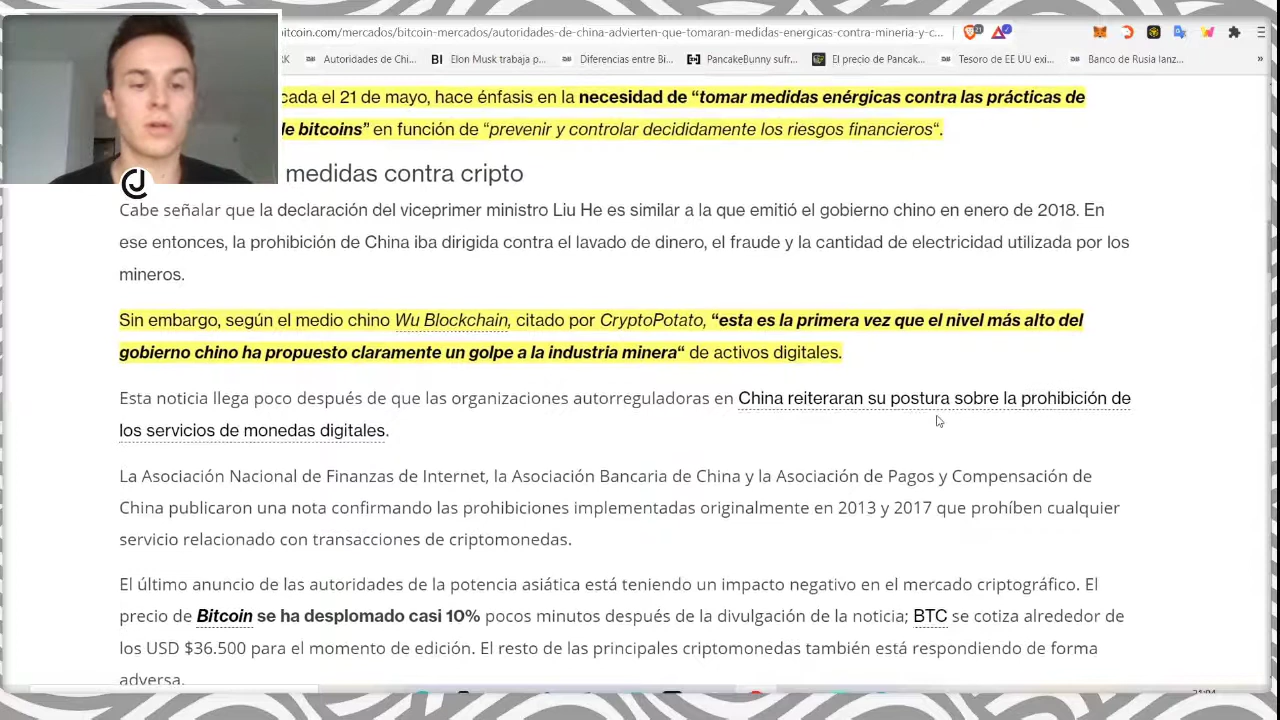 itcoin.com/mercados/bitcoin-mercados/autoridades-de-china-advierten-que-tomaran-medidas-energicas-contra-mineria-y-c...
Autoridades de Chi... Elon Musk trabaja p... Diferencias entre Bi... PancakeBunny sufr... El precio de Pancak... Tesoro de EE UU exi... Banco de Rusia lanz... »
cada el 21 de mayo, hace énfasis en la necesidad de “tomar medidas enérgicas contra las prácticas de
de bitcoins” en función de “prevenir y controlar decididamente los riesgos financieros“.
medidas contra cripto
Cabe señalar que la declaración del viceprimer ministro Liu He es similar a la que emitió el gobierno chino en enero de 2018. En
ese entonces, la prohibición de China iba dirigida contra el lavado de dinero, el fraude y la cantidad de electricidad utilizada por los
mineros.
Sin embargo, según el medio chino Wu Blockchain, citado por CryptoPotato, “esta es la primera vez que el nivel más alto del
gobierno chino ha propuesto claramente un golpe a la industria minera“ de activos digitales.
Esta noticia llega poco después de que las organizaciones autorreguladoras en China reiteraran su postura sobre la prohibición de
los servicios de monedas digitales.
La Asociación Nacional de Finanzas de Internet, la Asociación Bancaria de China y la Asociación de Pagos y Compensación de
China publicaron una nota confirmando las prohibiciones implementadas originalmente en 2013 y 2017 que prohíben cualquier
servicio relacionado con transacciones de criptomonedas.
El último anuncio de las autoridades de la potencia asiática está teniendo un impacto negativo en el mercado criptográfico. El
precio de Bitcoin se ha desplomado casi 10% pocos minutos después de la divulgación de la noticia; BTC se cotiza alrededor de
los USD $36.500 para el momento de edición. El resto de las principales criptomonedas también está respondiendo de forma
adversa.